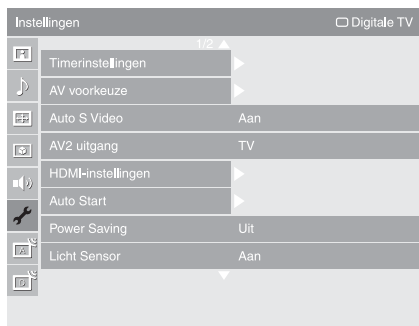 Instellingen Digitale TV
1/2
Timerinstellingen
AV voorkeuze
Auto S Video Aan
AV2 uitgang TV
HDMI-instellingen
Auto Start
Power Saving Uit
Licht Sensor Aan
A
B